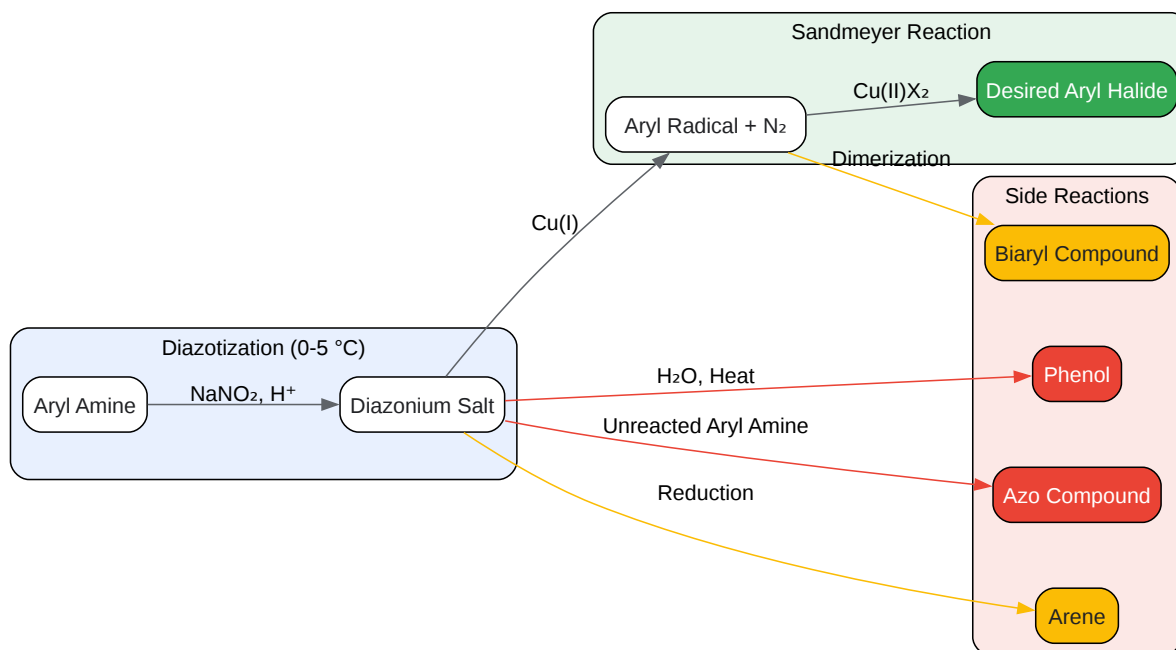 Sandmeyer Reaction
Cu(II)X₂
Desired Aryl Halide
Aryl Radical + N₂
Dimerization
Side Reactions
Cu(I)
Biaryl Compound
Diazotization (0-5 °C)
H₂O, Heat
Phenol
NaNO₂, H⁺
Aryl Amine
Diazonium Salt
Unreacted Aryl Amine
Reduction
Azo Compound
Arene